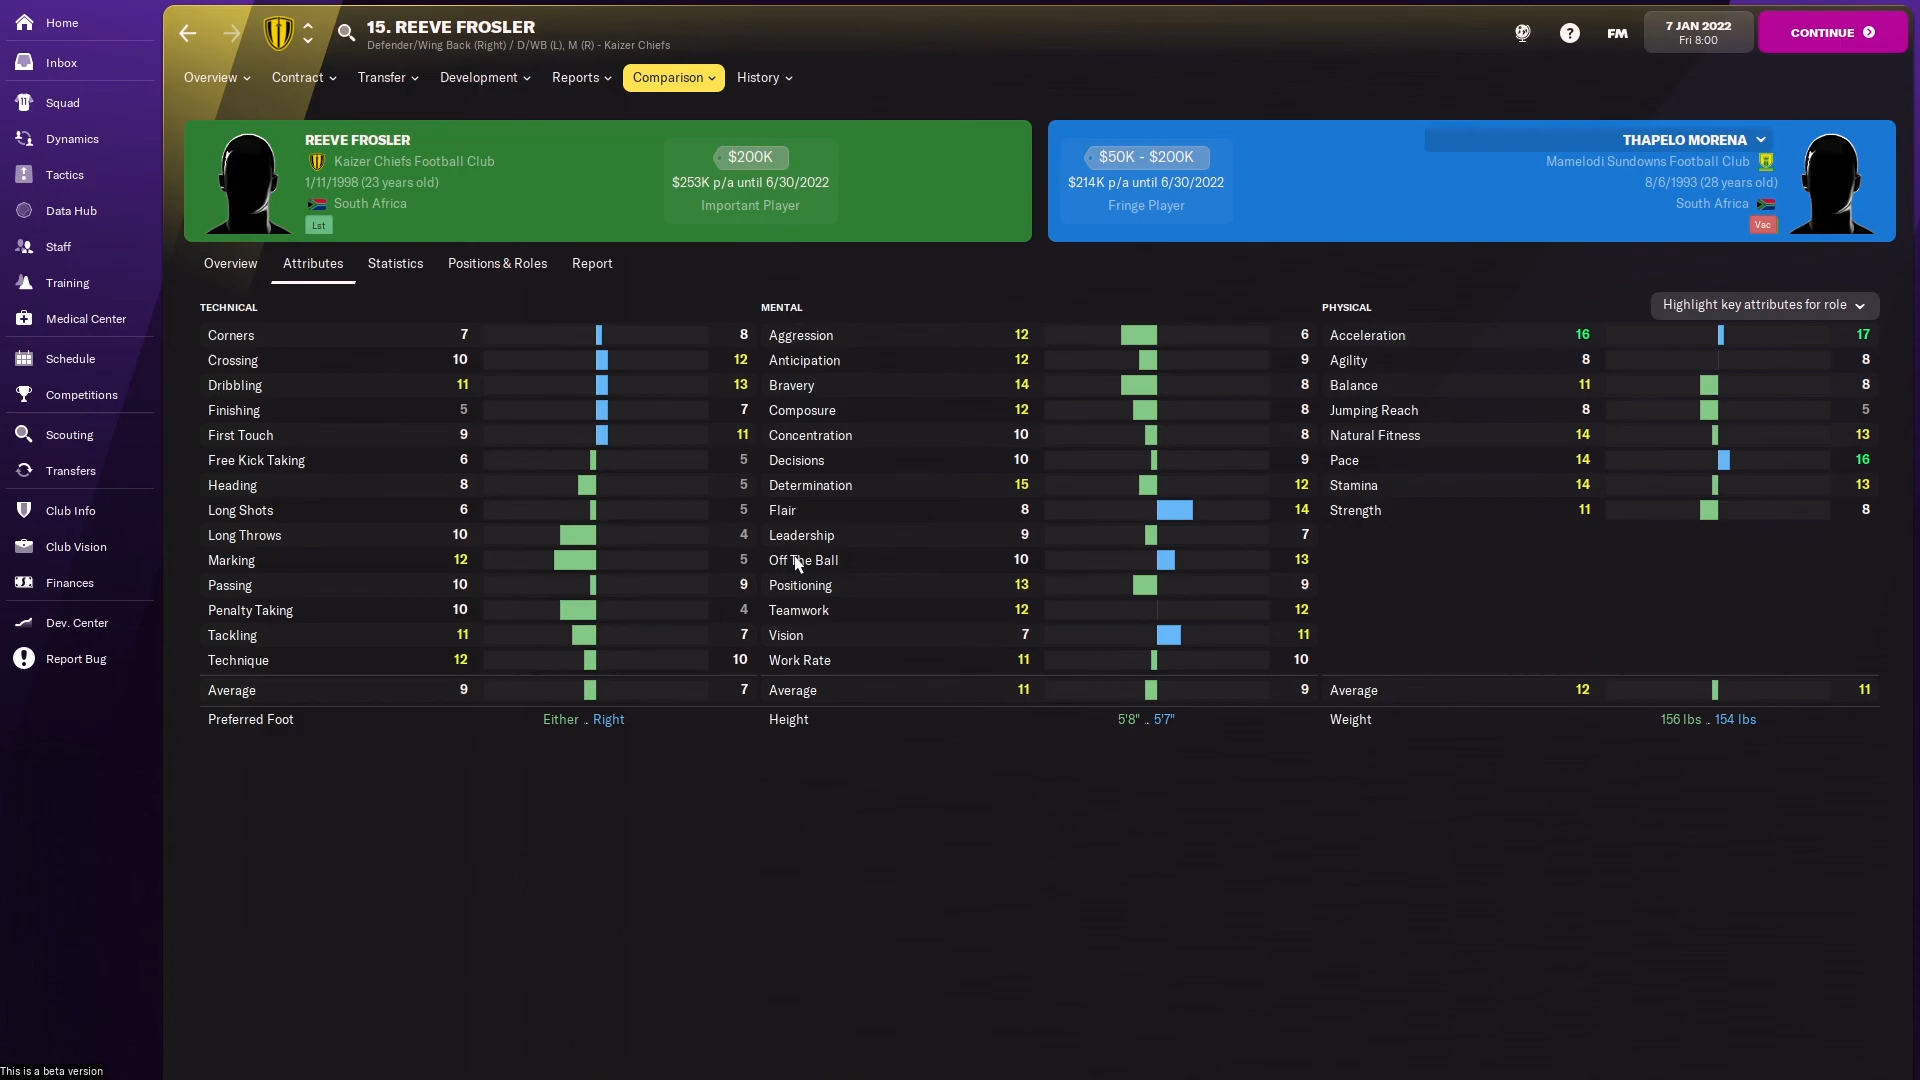 Home
Inbox
Squad
Dynamics
Tactics
Data Hub
Staff
Training
Medical Center
Schedule
Competitions
Scouting
Transfers
Club Info
Club Vision
Finances
Dev. Center
Report Bug
This is a beta version
15. REEVE FROSLER
Defender/Wing Back (Right) / D/WB (L), M (R) - Kaizer Chiefs
FM
7 JAN 2022
Fri 8:00
CONTINUE
Overview Contract Transfer Development Reports Comparison History
REEVE FROSLER
Kaizer Chiefs Football Club
1/11/1998 (23 years old)
South Africa
Lst
$200K
$253K p/a until 6/30/2022
Important Player
$50K - $200K
$214K p/a until 6/30/2022
Fringe Player
THAPELO MORENA
Mamelodi Sundowns Football Club
8/6/1993 (28 years old)
South Africa
Vac
Overview Attributes Statistics Positions & Roles Report
Highlight key attributes for role
TECHNICAL
Corners 7 8
Crossing 10 12
Dribbling 11 13
Finishing 5 7
First Touch 9 11
Free Kick Taking 6 5
Heading 8 5
Long Shots 6 5
Long Throws 10 4
Marking 12 5
Passing 10 9
Penalty Taking 10 4
Tackling 11 7
Technique 12 10
Average 9 7
Preferred Foot Either .. Right
MENTAL
Aggression 12 6
Anticipation 12 9
Bravery 14 8
Composure 12 8
Concentration 10 8
Decisions 10 9
Determination 15 12
Flair 8 14
Leadership 9 7
Off The Ball 10 13
Positioning 13 9
Teamwork 12 12
Vision 7 11
Work Rate 11 10
Average 11 9
Height 5'8" .. 5'7"
PHYSICAL
Acceleration 16 17
Agility 8 8
Balance 11 8
Jumping Reach 8 5
Natural Fitness 14 13
Pace 14 16
Stamina 14 13
Strength 11 8
Average 12 11
Weight 156 lbs .. 154 lbs